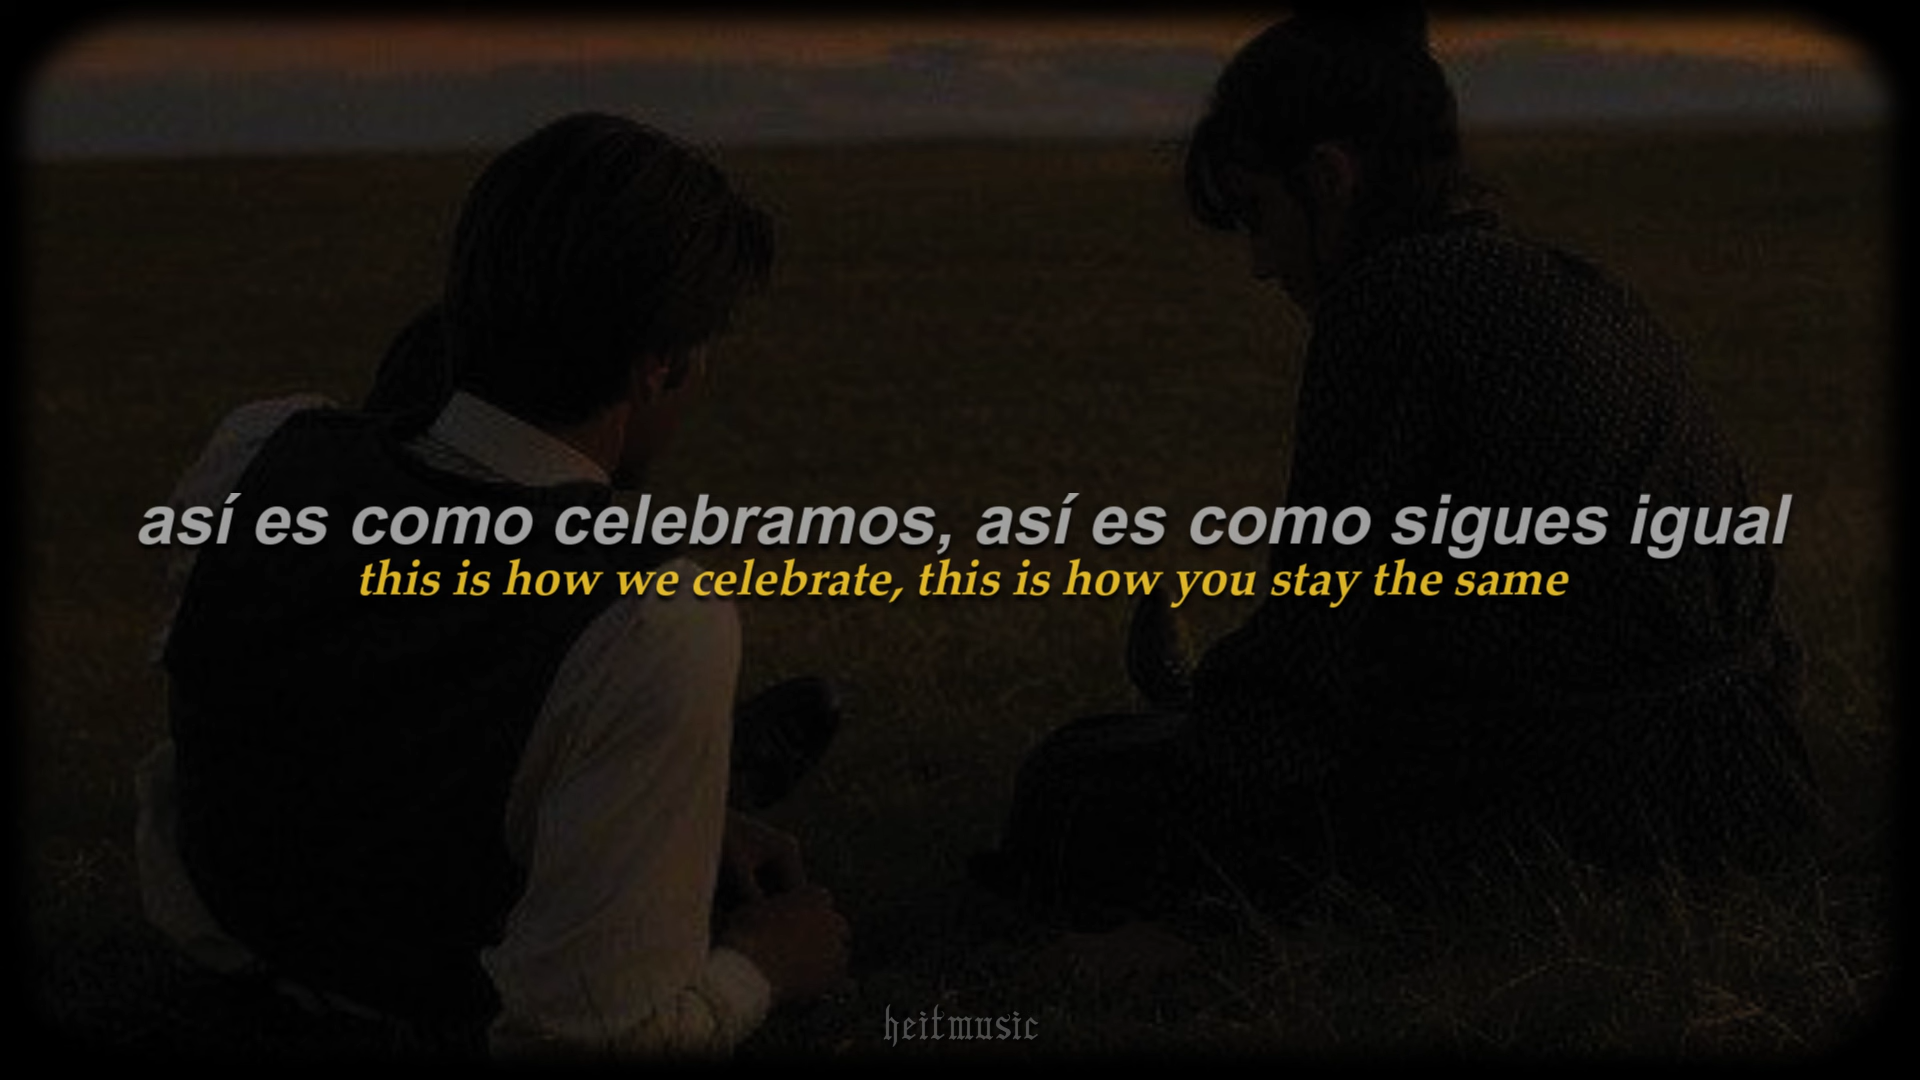 así es como celebramos, así es como sigues igual
this is how we celebrate, this is how you stay the same
heitmusic